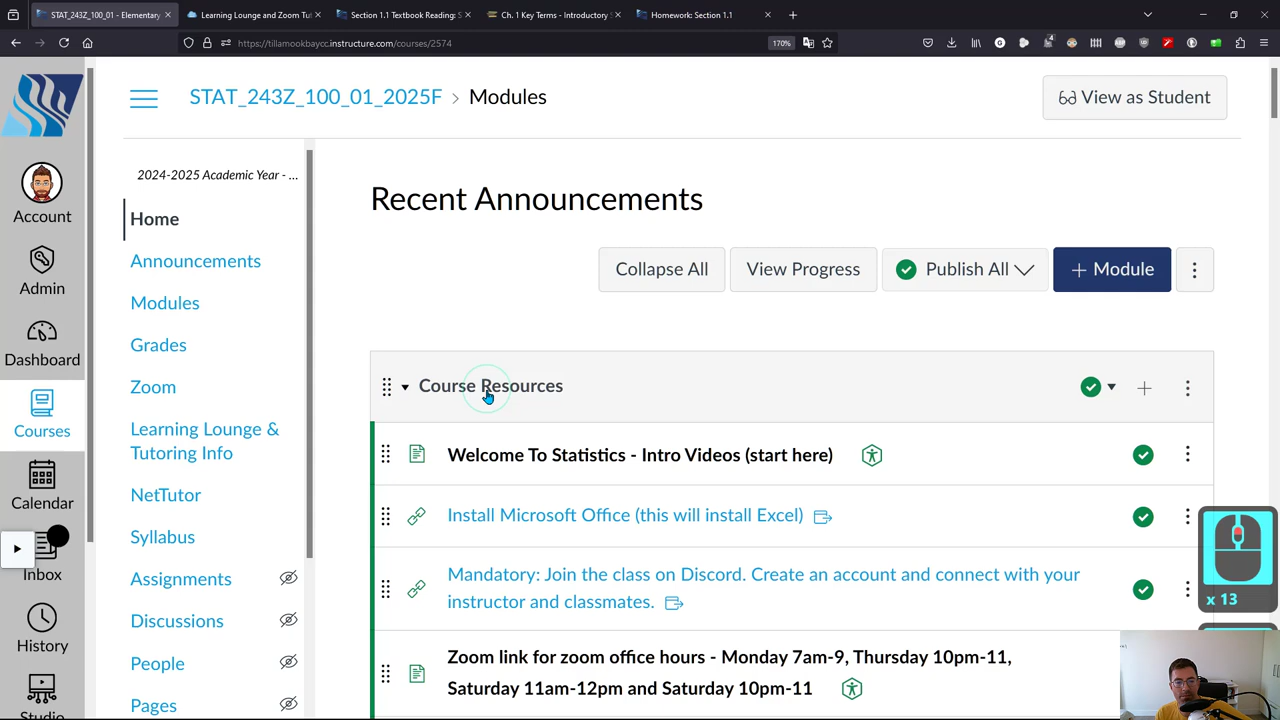 STAT_243Z_100_01 - Elementary
Learning Lounge and Zoom Tut
Section 1.1 Textbook Reading: S
Ch. 1 Key Terms - Introductory S
Homework: Section 1.1
https://tillamookbaycc.instructure.com/courses/2574
170%
STAT_243Z_100_01_2025F > Modules
View as Student
Account
Admin
Dashboard
Courses
Calendar
Inbox
History
Studio
2024-2025 Academic Year - ...
Home
Announcements
Modules
Grades
Zoom
Learning Lounge &
Tutoring Info
NetTutor
Syllabus
Assignments
Discussions
People
Pages
Recent Announcements
Collapse All
View Progress
Publish All
+ Module
Course Resources
Welcome To Statistics - Intro Videos (start here)
Install Microsoft Office (this will install Excel)
Mandatory: Join the class on Discord. Create an account and connect with your
instructor and classmates.
Zoom link for zoom office hours - Monday 7am-9, Thursday 10pm-11,
Saturday 11am-12pm and Saturday 10pm-11
x 13